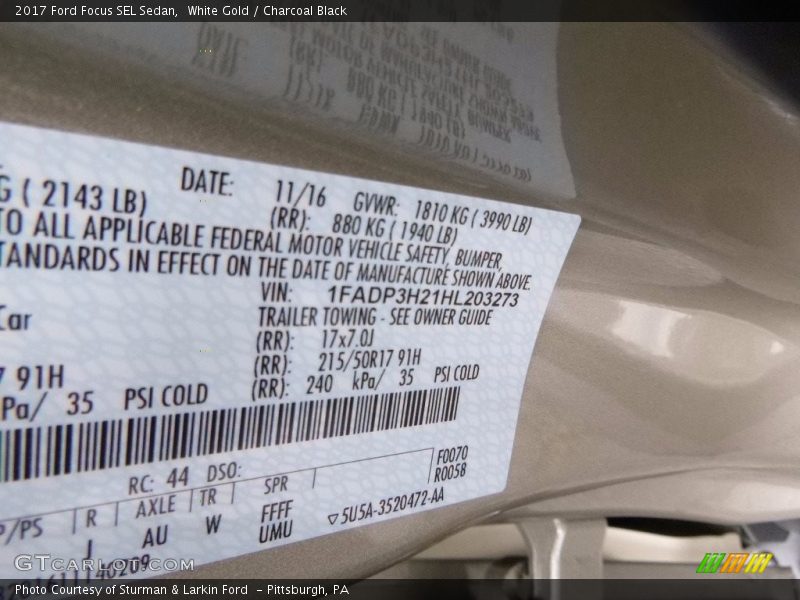 2017 Ford Focus SEL Sedan, White Gold / Charcoal Black
DATE: 11/16 GVWR: 1810 KG ( 3990 LB)
G ( 2143 LB) (RR): 880 KG ( 1940 LB)
TO ALL APPLICABLE FEDERAL MOTOR VEHICLE SAFETY, BUMPER,
TANDARDS IN EFFECT ON THE DATE OF MANUFACTURE SHOWN ABOVE.
VIN: 1FADP3H21HL203273
Car TRAILER TOWING - SEE OWNER GUIDE
(RR): 17x7.0J
7 91H (RR): 215/50R17 91H
Pa/ 35 PSI COLD (RR): 240 kPa/ 35 PSI COLD
RC: 44 DSO: F0070
R0058
P/PS R AXLE TR SPR
J AU W FFFF
UMU
▽5U5A-3520472-AA
GTCarLot.com
Photo Courtesy of Sturman & Larkin Ford - Pittsburgh, PA